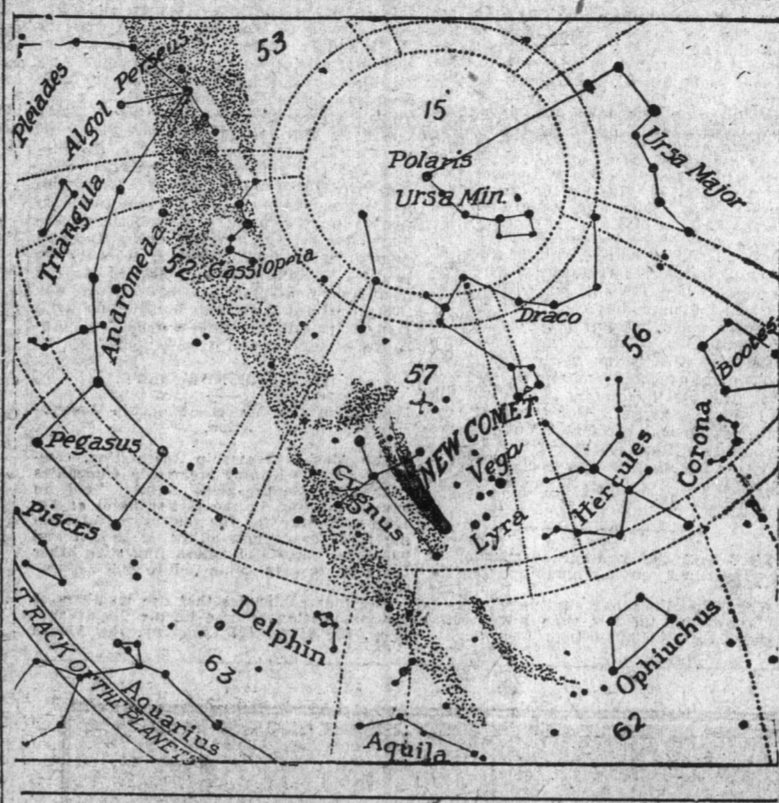 53
Perseus
Pleiades
Algol
15
Polaris
Ursa Min.
Ursa Major
Triangula
Andromeda
52
Cassiopeia
Draco
56
Bootes
57
NEW COMET
Vega
Lyra
Cygnus
Hercules
Corona
Pegasus
Pisces
Delphin
63
Ophiuchus
62
TRACK OF THE PLANETS
Aquarius
Aquila